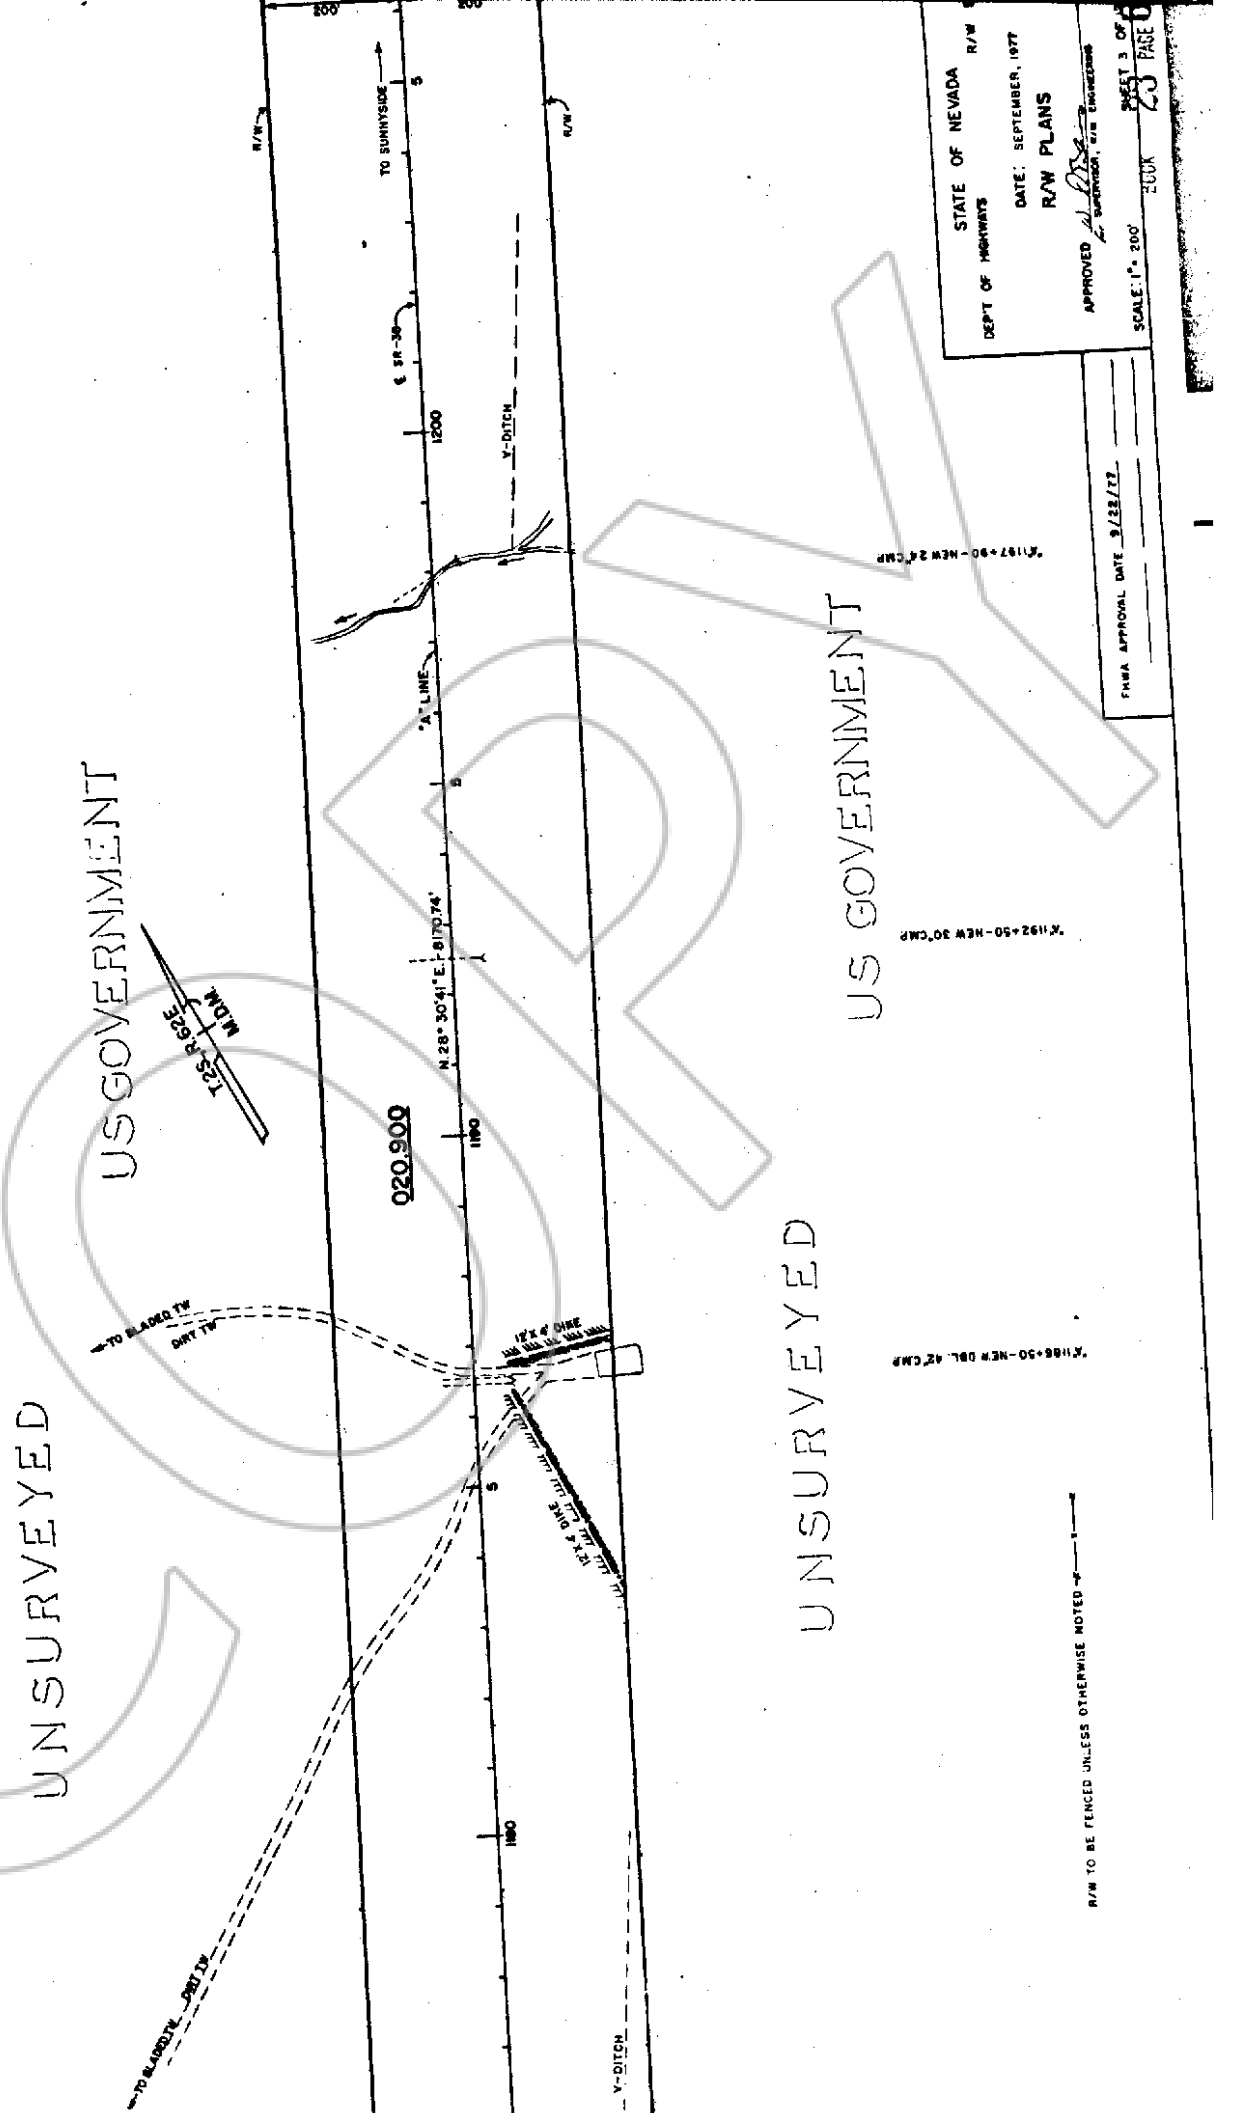 200'
200'
R/W
TO SUNNYSIDE
5
R/W
℄ SR-38
1200
V-DITCH
"A" LINE
5
N. 28° 30' 41" E. - 8170.74'
1190
020.900
US GOVERNMENT
T.2S., R.62E.
M.D.M.
UNSURVEYED
TO BLADED TW
DIRT TW
12' X 4' DIKE
12' X 4' DIKE
5
1180
TO BLADED TW
DIRT TW
V-DITCH
US GOVERNMENT
UNSURVEYED
"A" 1197+90 - NEW 24" CMP
"A" 1192+50 - NEW 30" CMP
"A" 1186+50 - NEW DBL. 42" CMP
R/W TO BE FENCED UNLESS OTHERWISE NOTED
STATE OF NEVADA
DEP'T OF HIGHWAYS
R/W
DATE: SEPTEMBER, 1977
R/W PLANS
APPROVED
SUPERVISOR, R/W ENGINEERING
SCALE: 1" = 200'
SHEET 3 OF
BOOK 23 PAGE 6
FHWA APPROVAL DATE 9/22/77
COPY